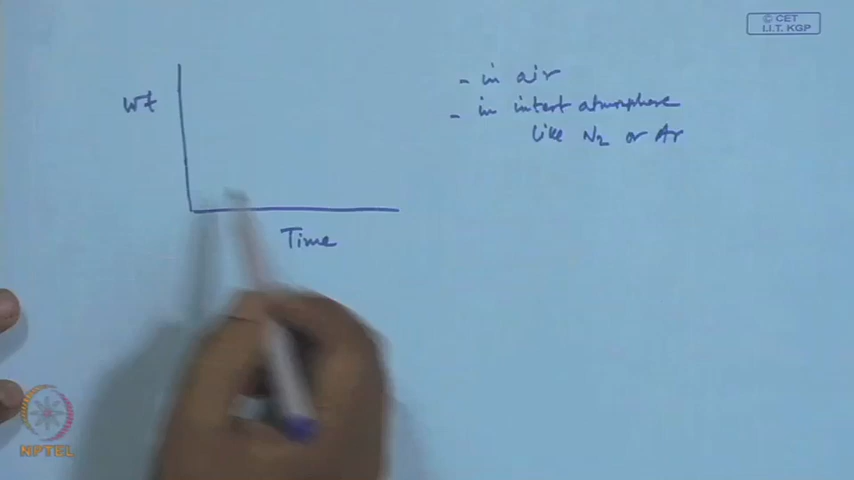 © CET
I.I.T. KGP
- in air
Wt
- in intert atmosphere
like N2 or Ar
Time
NPTEL